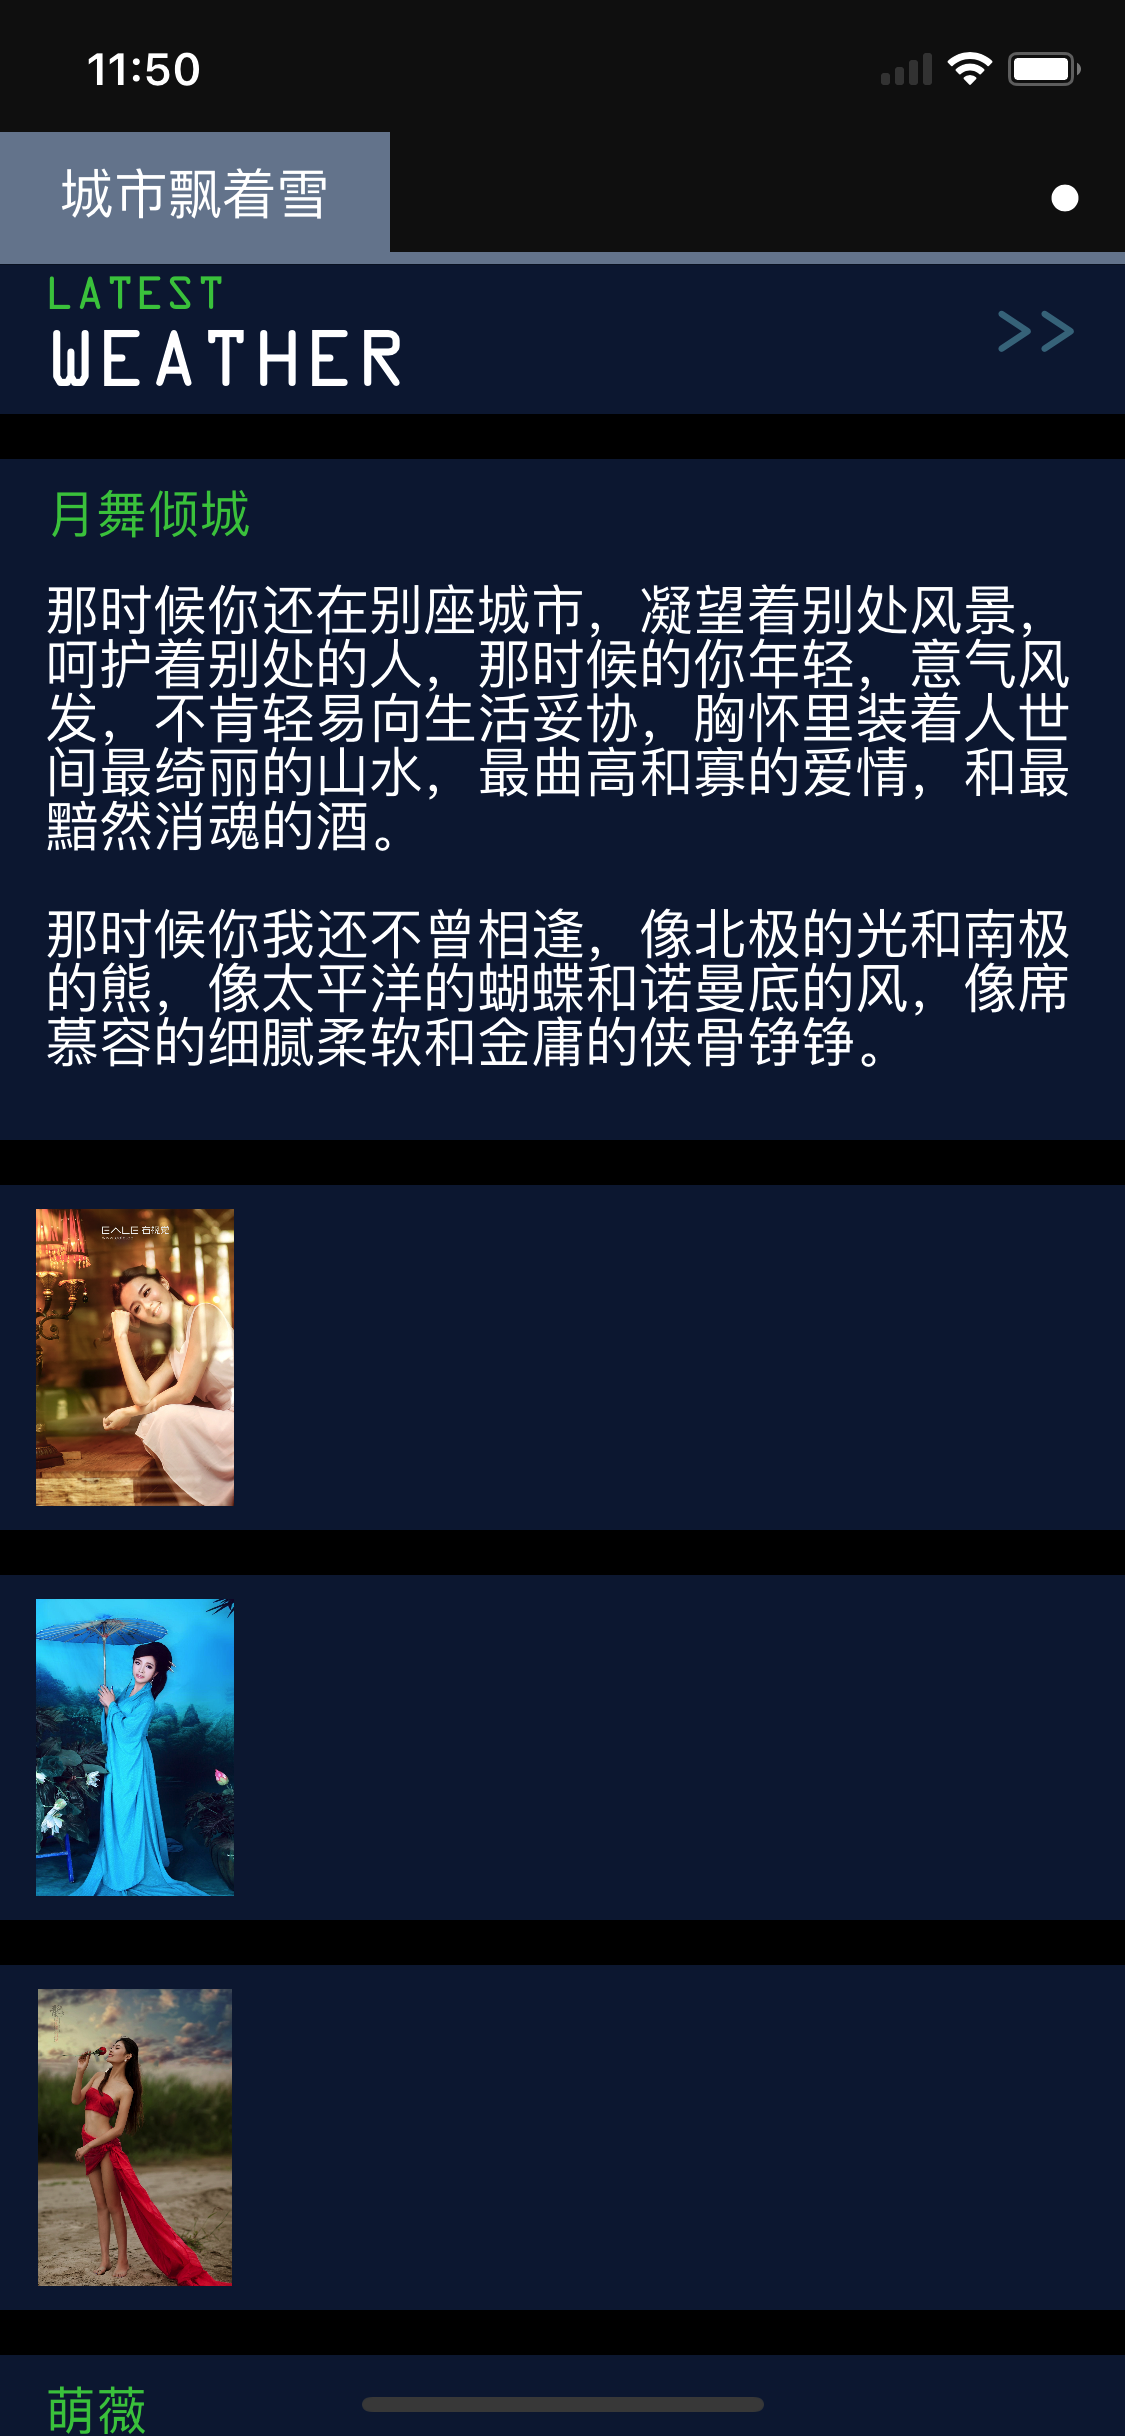 11:50
城市飘着雪
LATEST
WEATHER
>>
月舞倾城
那时候你还在别座城市，凝望着别处风景，
呵护着别处的人，那时候的你年轻，意气风
发，不肯轻易向生活妥协，胸怀里装着人世
间最绮丽的山水，最曲高和寡的爱情，和最
黯然消魂的酒。
那时候你我还不曾相逢，像北极的光和南极
的熊，像太平洋的蝴蝶和诺曼底的风，像席
慕容的细腻柔软和金庸的侠骨铮铮。
EALE 右视觉
萌薇